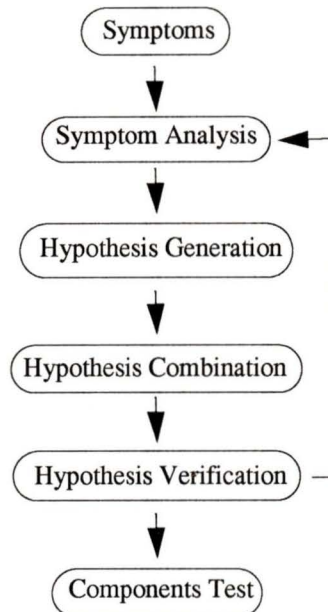 Symptoms
Symptom Analysis
Hypothesis Generation
Hypothesis Combination
Hypothesis Verification
Components Test